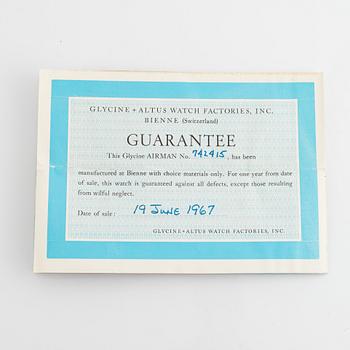 GLYCINE + ALTUS WATCH FACTORIES, INC.
BIENNE (Switzerland)
GUARANTEE
This Glycine AIRMAN No. 742415, has been
manufactured at Bienne with choice materials only. For one year from date
of sale, this watch is guaranteed against all defects, except those resulting
from wilful neglect.
Date of sale: 19 June 1967
GLYCINE+ALTUS WATCH FACTORIES, INC.